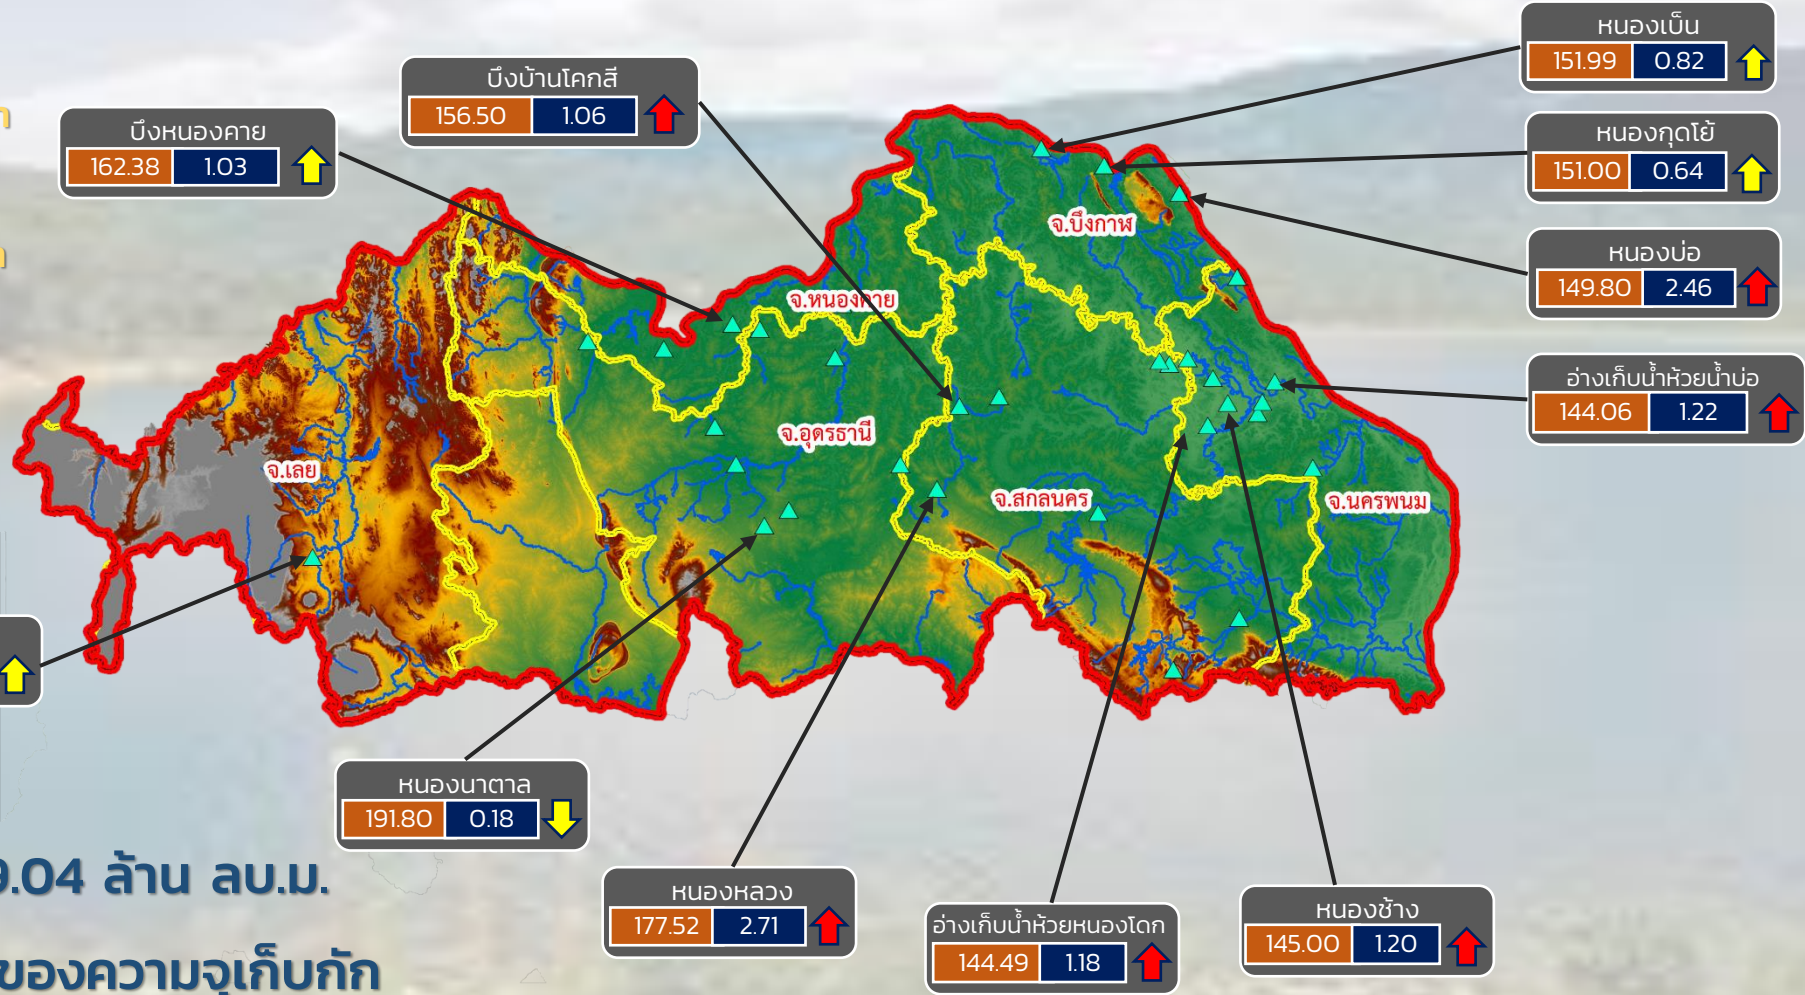 หนองเบ็น
151.99 0.82
บึงบ้านโคกสี
156.50 1.06
บึงหนองคาย
162.38 1.03
หนองกุดโย้
151.00 0.64
จ.บึงกาฬ
หนองบ่อ
149.80 2.46
จ.หนองคาย
อ่างเก็บน้ำห้วยน้ำบ่อ
144.06 1.22
จ.อุดรธานี
จ.เลย
จ.สกลนคร
จ.นครพนม
หนองนาตาล
191.80 0.18
9.04 ล้าน ลบ.ม.
หนองหลวง
177.52 2.71
อ่างเก็บน้ำห้วยหนองโดก
144.49 1.18
หนองช้าง
145.00 1.20
ของความจุเก็บกัก